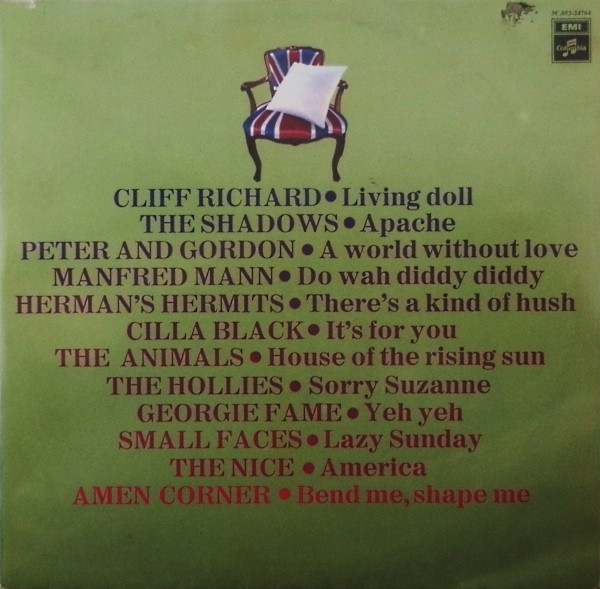 EMI
Columbia
CLIFF RICHARD • Living doll
THE SHADOWS • Apache
PETER AND GORDON • A world without love
MANFRED MANN • Do wah diddy diddy
HERMAN'S HERMITS • There's a kind of hush
CILLA BLACK • It's for you
THE ANIMALS • House of the rising sun
THE HOLLIES • Sorry Suzanne
GEORGIE FAME • Yeh yeh
SMALL FACES • Lazy Sunday
THE NICE • America
AMEN CORNER • Bend me, shape me